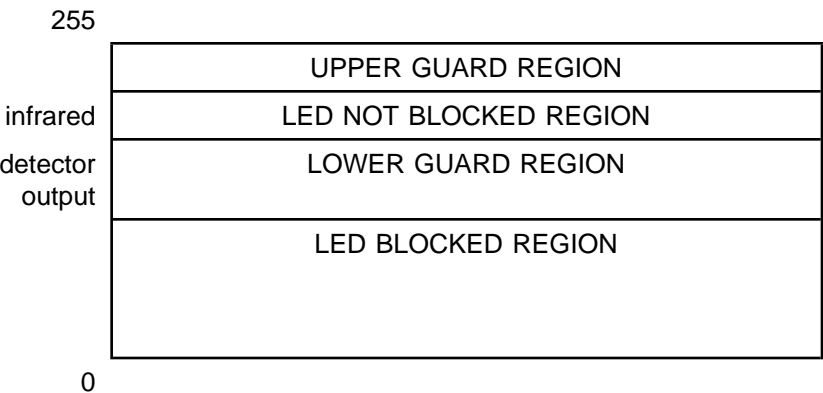 255
UPPER GUARD REGION
infrared
LED NOT BLOCKED REGION
detector
LOWER GUARD REGION
output
LED BLOCKED REGION
0